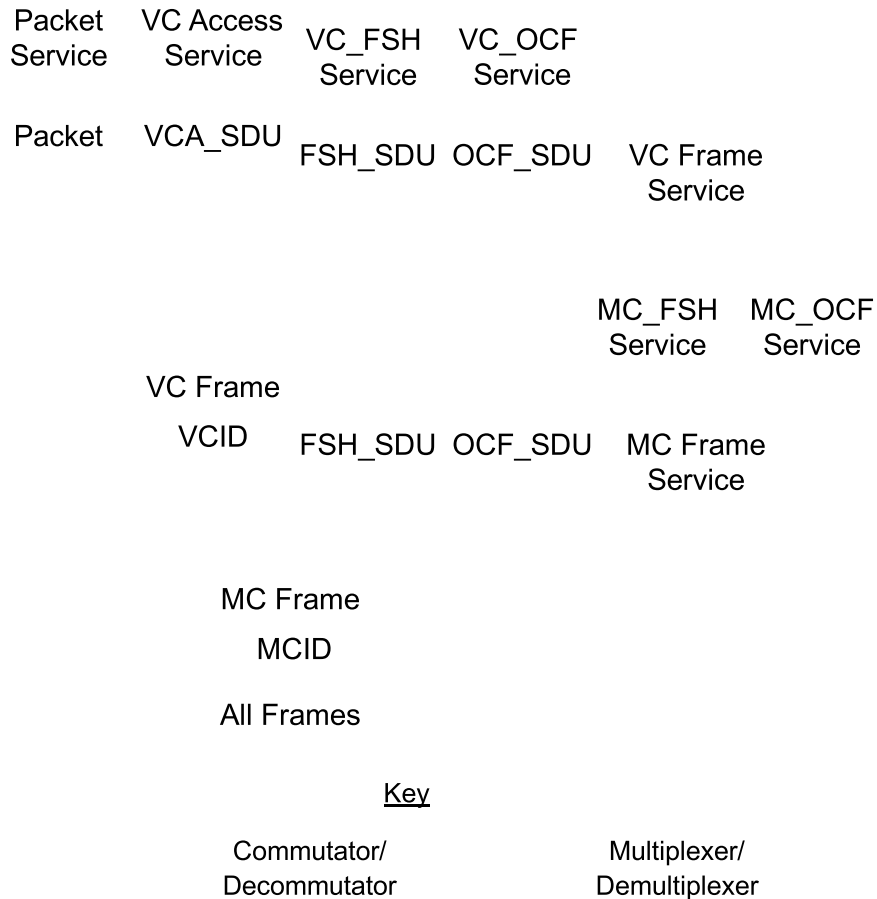 Packet Service
VC Access Service
VC_FSH Service
VC_OCF Service
Packet
VCA_SDU
FSH_SDU
OCF_SDU
VC Frame Service
MC_FSH Service
MC_OCF Service
VC Frame
VCID
FSH_SDU
OCF_SDU
MC Frame Service
MC Frame
MCID
All Frames
Key
Commutator/
Decommutator
Multiplexer/
Demultiplexer